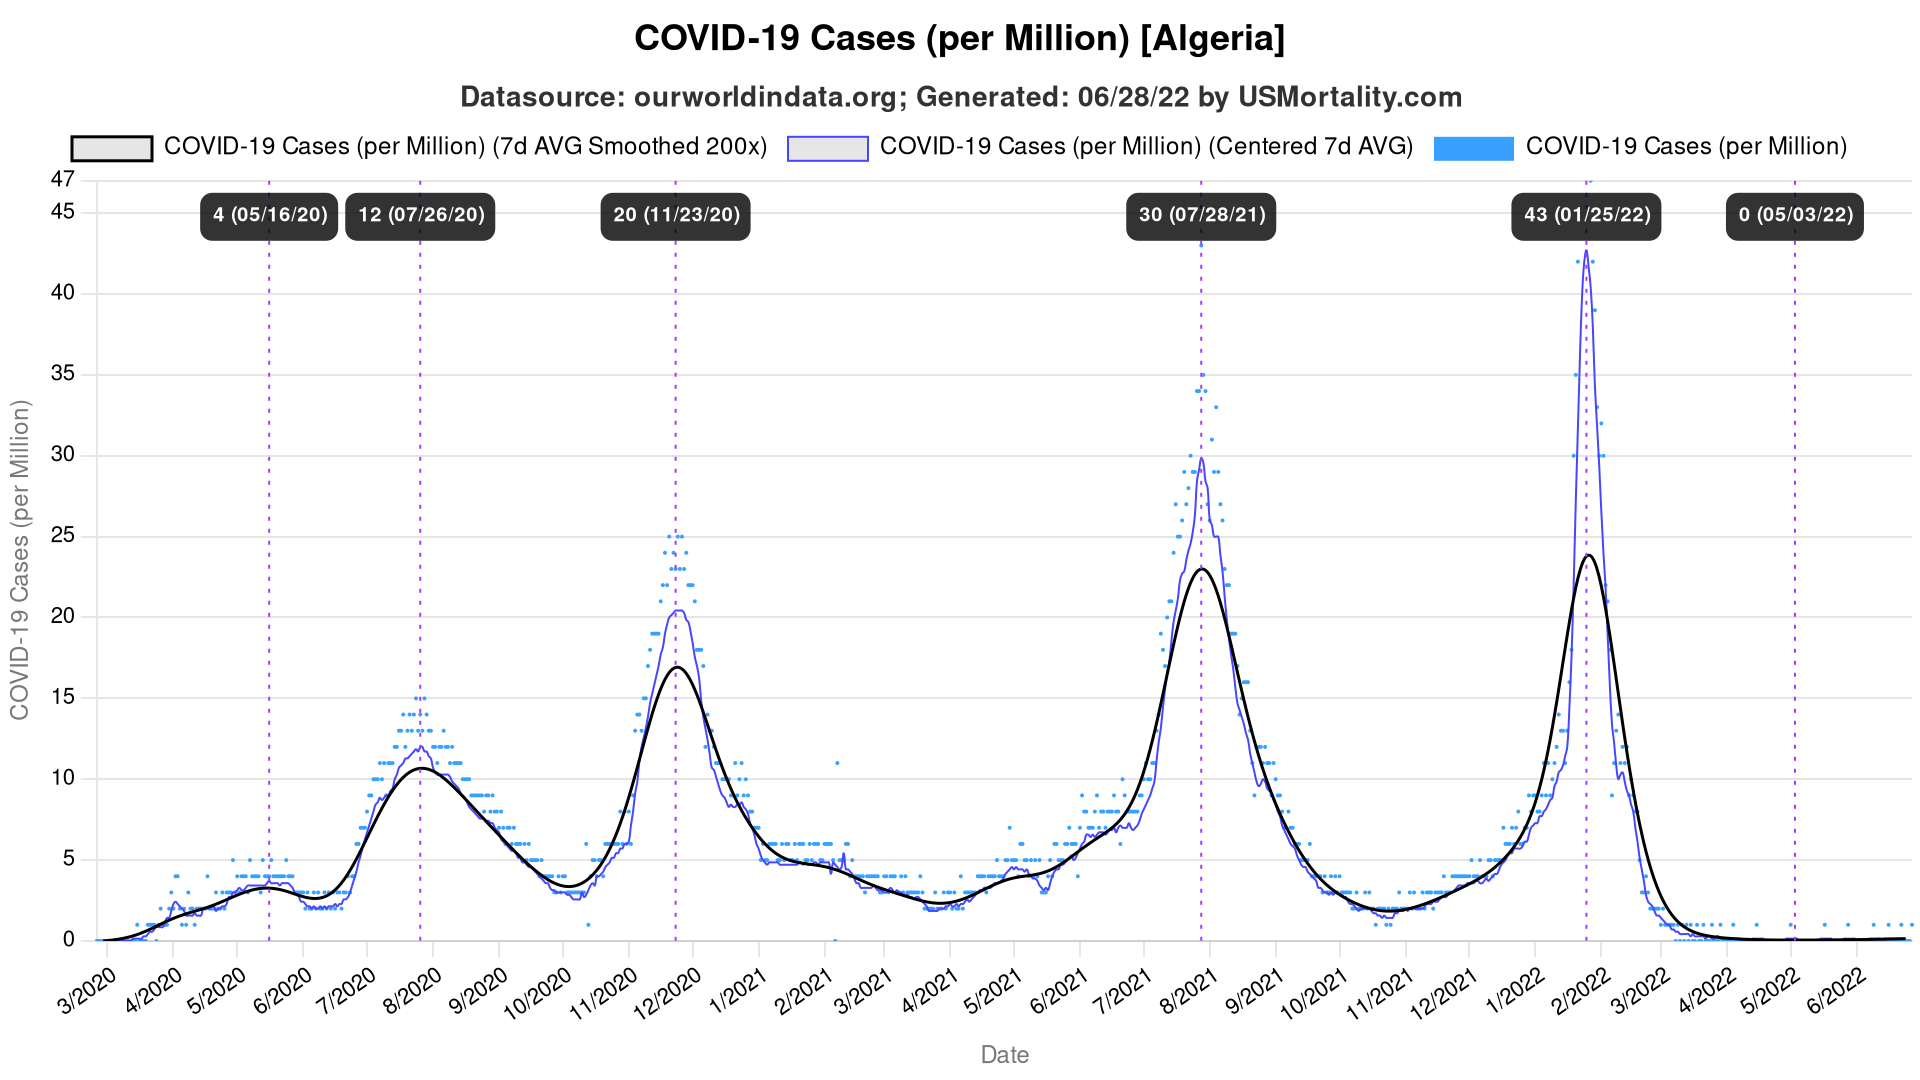 COVID-19 Cases (per Million) [Algeria]
Datasource: ourworldindata.org; Generated: 06/28/22 by USMortality.com
COVID-19 Cases (per Million) (7d AVG Smoothed 200x) COVID-19 Cases (per Million) (Centered 7d AVG) COVID-19 Cases (per Million)
4 (05/16/20) 12 (07/26/20) 20 (11/23/20) 30 (07/28/21) 43 (01/25/22) 0 (05/03/22)
47
45
40
35
30
25
20
15
10
5
0
COVID-19 Cases (per Million)
3/2020 4/2020 5/2020 6/2020 7/2020 8/2020 9/2020 10/2020 11/2020 12/2020 1/2021 2/2021 3/2021 4/2021 5/2021 6/2021 7/2021 8/2021 9/2021 10/2021 11/2021 12/2021 1/2022 2/2022 3/2022 4/2022 5/2022 6/2022
Date